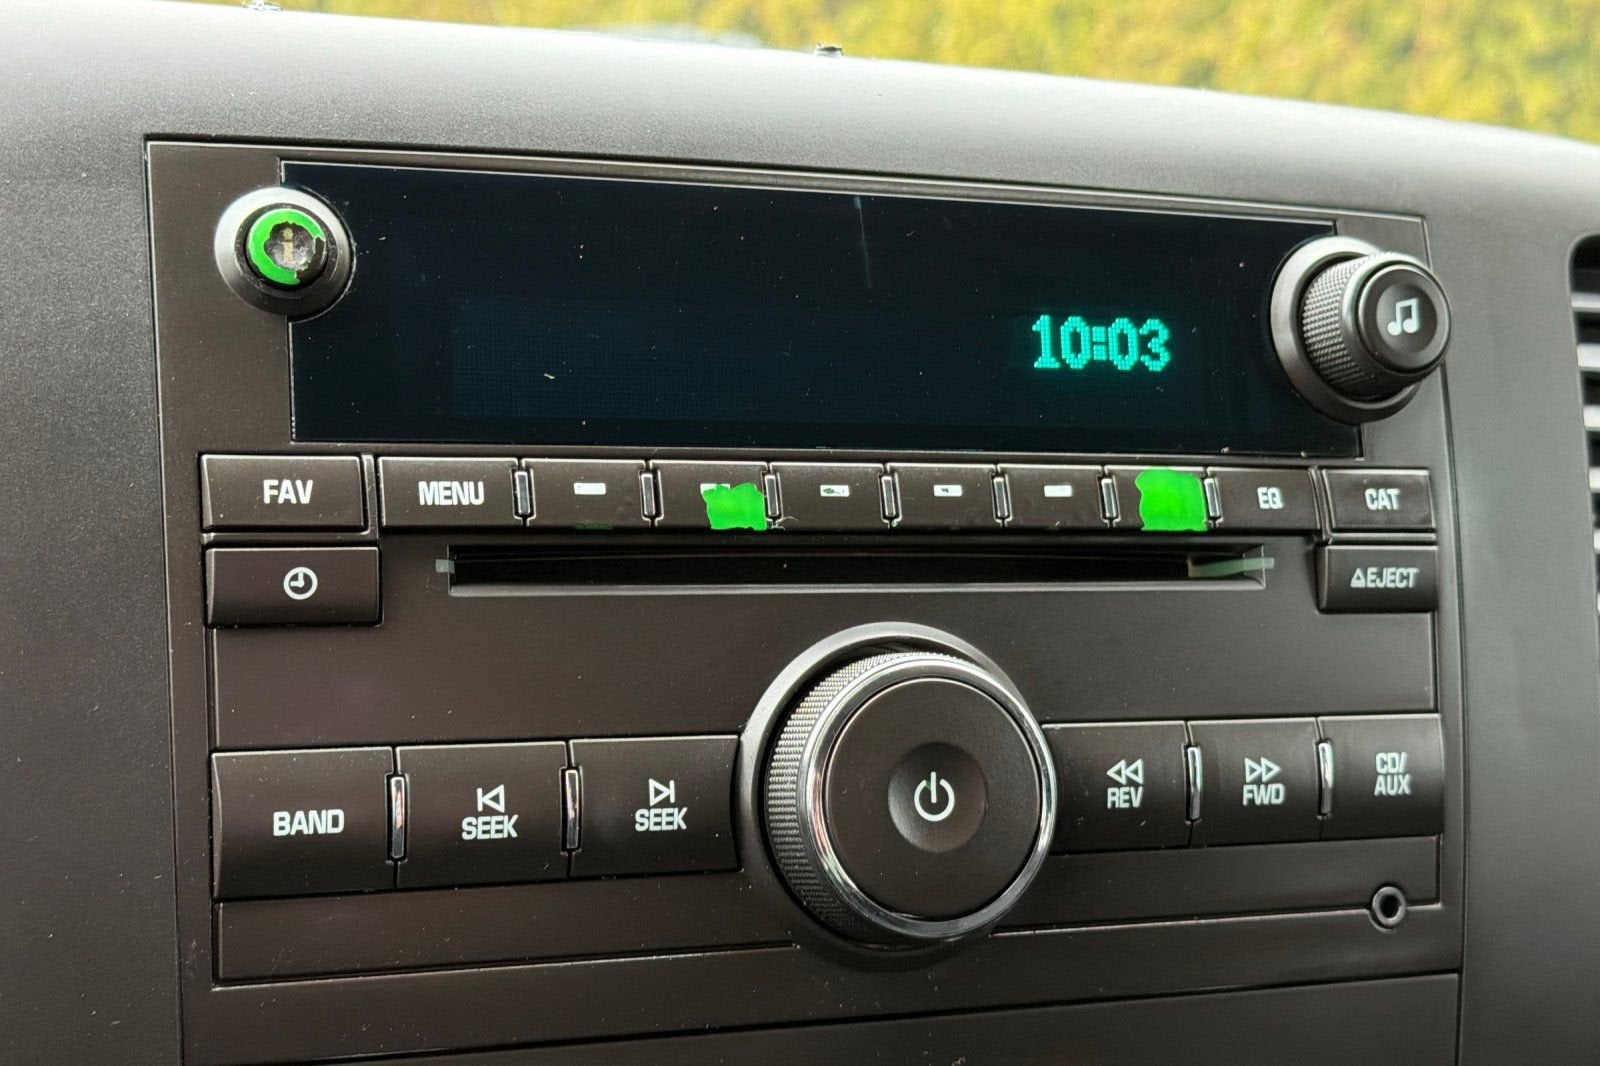 10:03
FAV
MENU
EQ
CAT
EJECT
BAND
SEEK
SEEK
REV
FWD
CD/
AUX